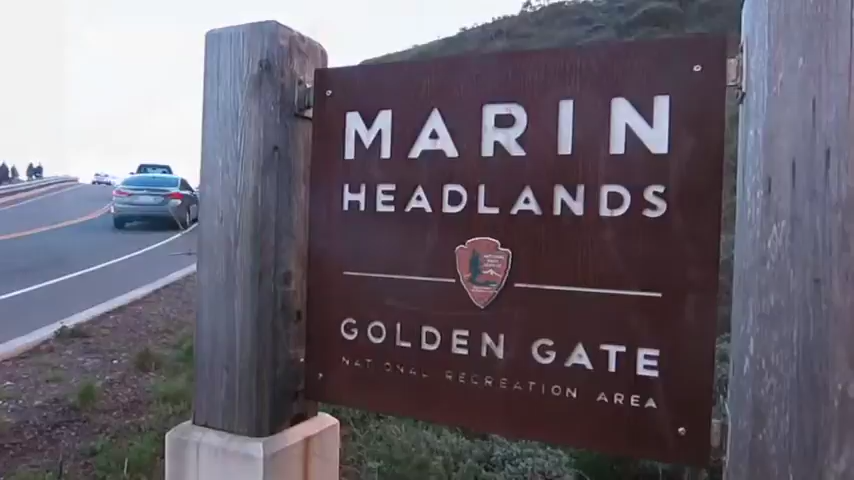 MARIN
HEADLANDS
GOLDEN GATE
NATIONAL RECREATION AREA